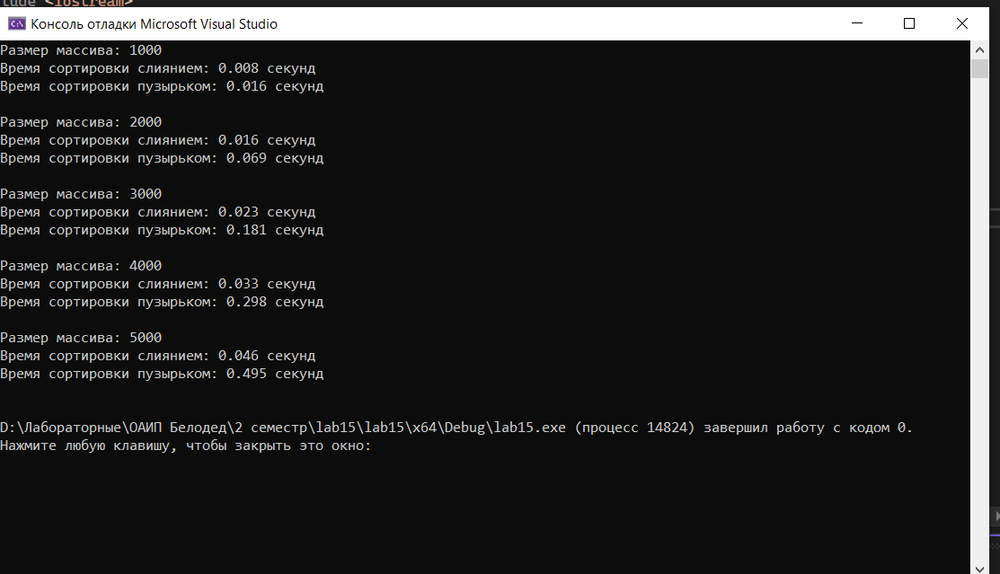 lude <iostream>
Консоль отладки Microsoft Visual Studio
Размер массива: 1000
Время сортировки слиянием: 0.008 секунд
Время сортировки пузырьком: 0.016 секунд
Размер массива: 2000
Время сортировки слиянием: 0.016 секунд
Время сортировки пузырьком: 0.069 секунд
Размер массива: 3000
Время сортировки слиянием: 0.023 секунд
Время сортировки пузырьком: 0.181 секунд
Размер массива: 4000
Время сортировки слиянием: 0.033 секунд
Время сортировки пузырьком: 0.298 секунд
Размер массива: 5000
Время сортировки слиянием: 0.046 секунд
Время сортировки пузырьком: 0.495 секунд
D:\Лабораторные\ОАИП Белодед\2 семестр\lab15\lab15\x64\Debug\lab15.exe (процесс 14824) завершил работу с кодом 0.
Нажмите любую клавишу, чтобы закрыть это окно: